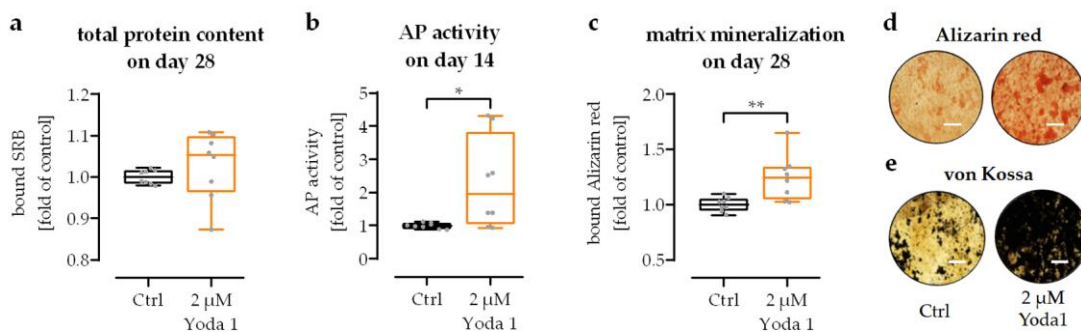 a
total protein content
on day 28
bound SRB
[fold of control]
1.2
1.1
1.0
0.9
0.8
Ctrl
2 μM
Yoda 1
b
AP activity
on day 14
AP activity
[fold of control]
5
4
3
2
1
0
*
Ctrl
2 μM
Yoda 1
c
matrix mineralization
on day 28
bound Alizarin red
[fold of control]
2.0
1.5
1.0
0.5
**
Ctrl
2 μM
Yoda 1
d
Alizarin red
e
von Kossa
Ctrl
2 μM
Yoda1